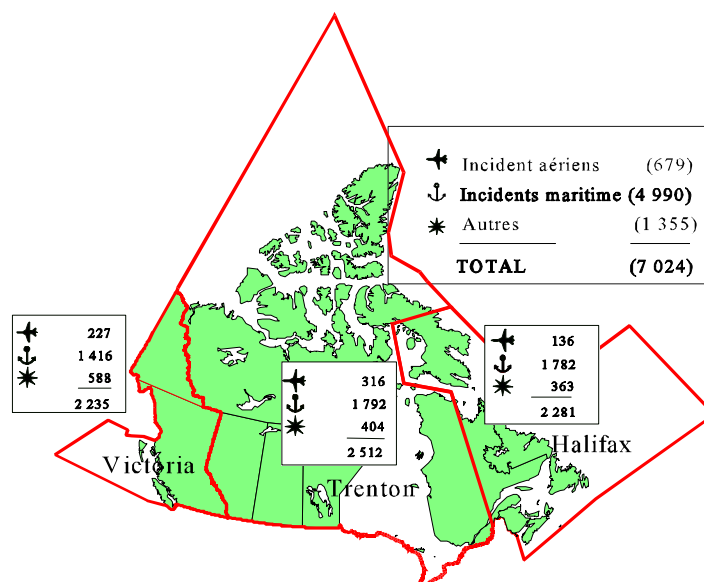 Incident aériens (679)
Incidents maritime (4 990)
Autres (1 355)
TOTAL (7 024)
227
1 416
588
2 235
316
1 792
404
2 512
136
1 782
363
2 281
Victoria
Trenton
Halifax